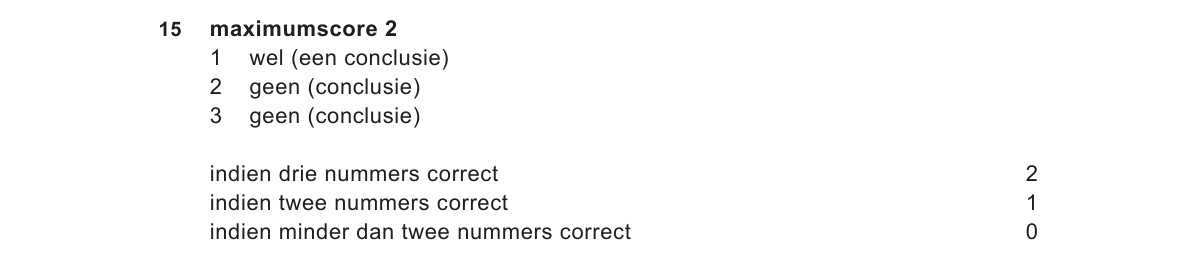 15 maximumscore 2
1 wel (een conclusie)
2 geen (conclusie)
3 geen (conclusie)
indien drie nummers correct 2
indien twee nummers correct 1
indien minder dan twee nummers correct 0